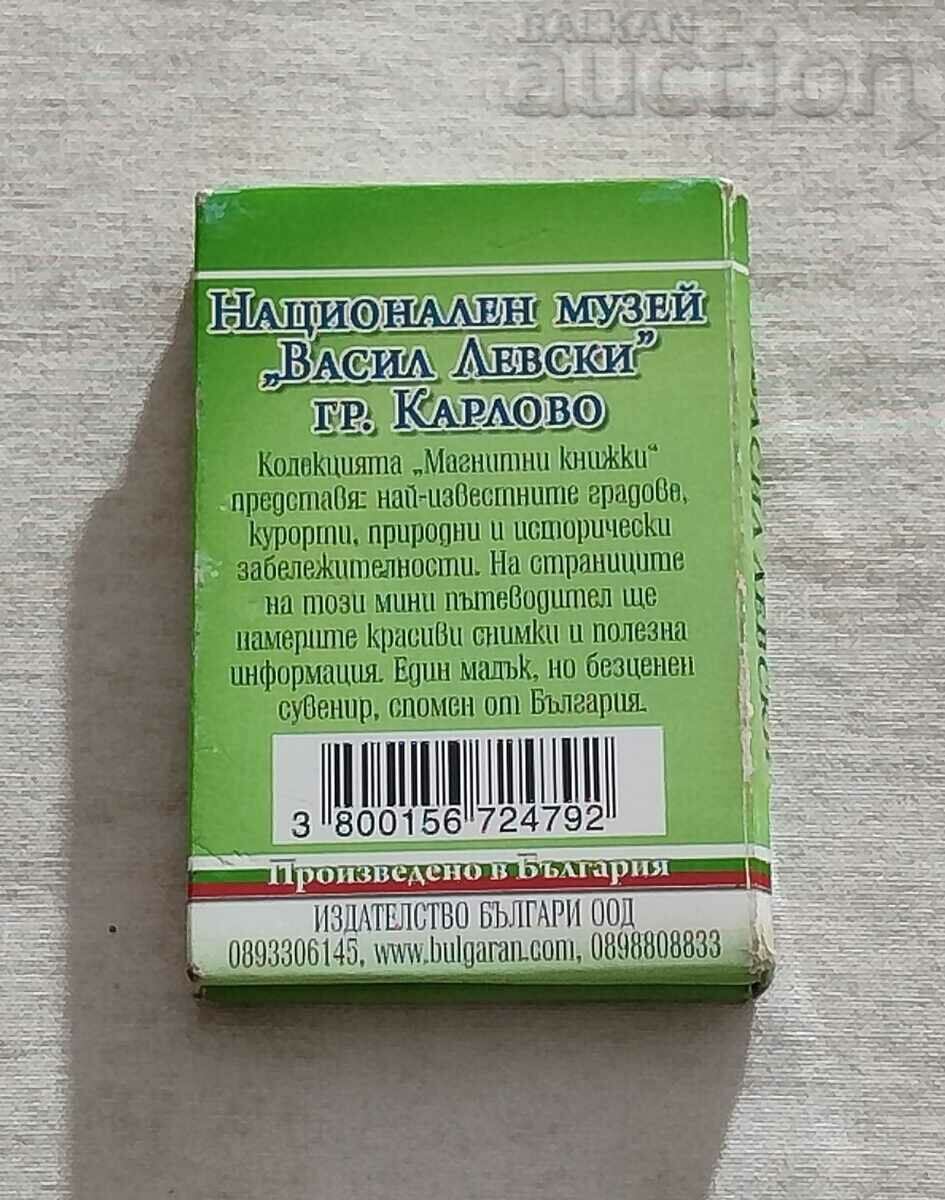 BALKAN
auction
НАЦИОНАЛЕН МУЗЕЙ
„ВАСИЛ ЛЕВСКИ”
ГР. КАРЛОВО
Колекцията „Магнитни книжки“
представя: най-известните градове,
курорти, природни и исторически
забележителности. На страниците
на този мини пътеводител ще
намерите красиви снимки и полезна
информация. Един малък, но безценен
сувенир, спомен от България.
3 800156 724792
Произведено в България
ИЗДАТЕЛСТВО БЪЛГАРИ ООД
0893306145, www.bulgaran.com, 0898808833
ВАСИЛ ЛЕВСКИ